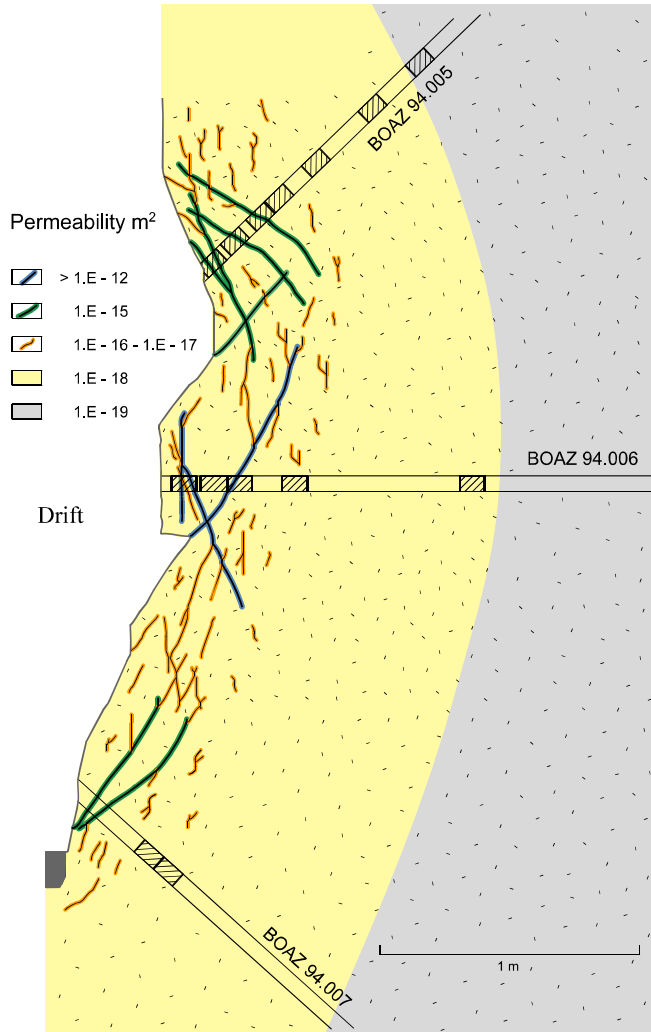 BOAZ 94.005
Permeability m²
> 1.E - 12
1.E - 15
1.E - 16 - 1.E - 17
1.E - 18
1.E - 19
BOAZ 94.006
Drift
BOAZ 94.007
1 m